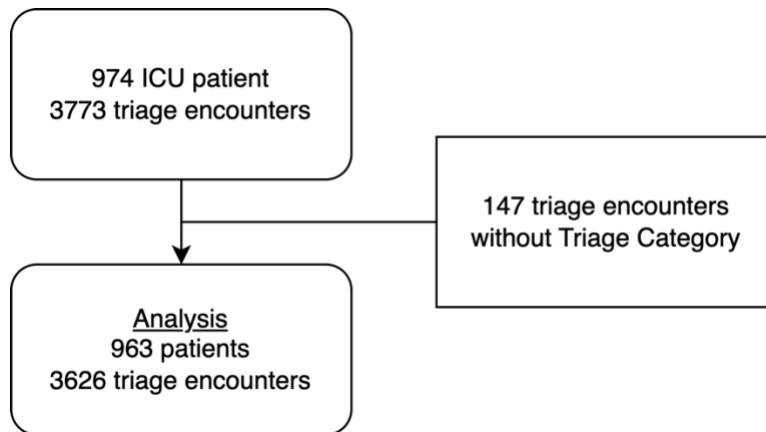 974 ICU patient
3773 triage encounters
147 triage encounters
without Triage Category
Analysis
963 patients
3626 triage encounters